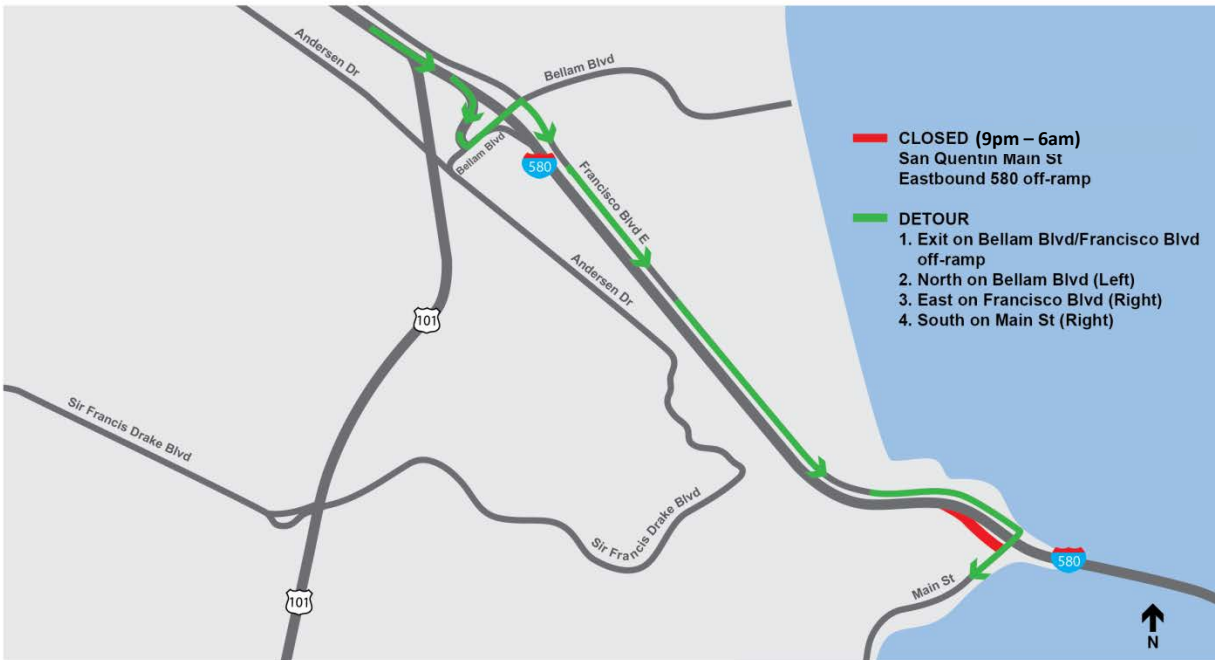 Andersen Dr
Bellam Blvd
Bellam Blvd
580
Francisco Blvd E
Andersen Dr
101
Sir Francis Drake Blvd
Sir Francis Drake Blvd
101
Main St
580
N
CLOSED (9pm – 6am)
San Quentin Main St
Eastbound 580 off-ramp
DETOUR
1. Exit on Bellam Blvd/Francisco Blvd
off-ramp
2. North on Bellam Blvd (Left)
3. East on Francisco Blvd (Right)
4. South on Main St (Right)